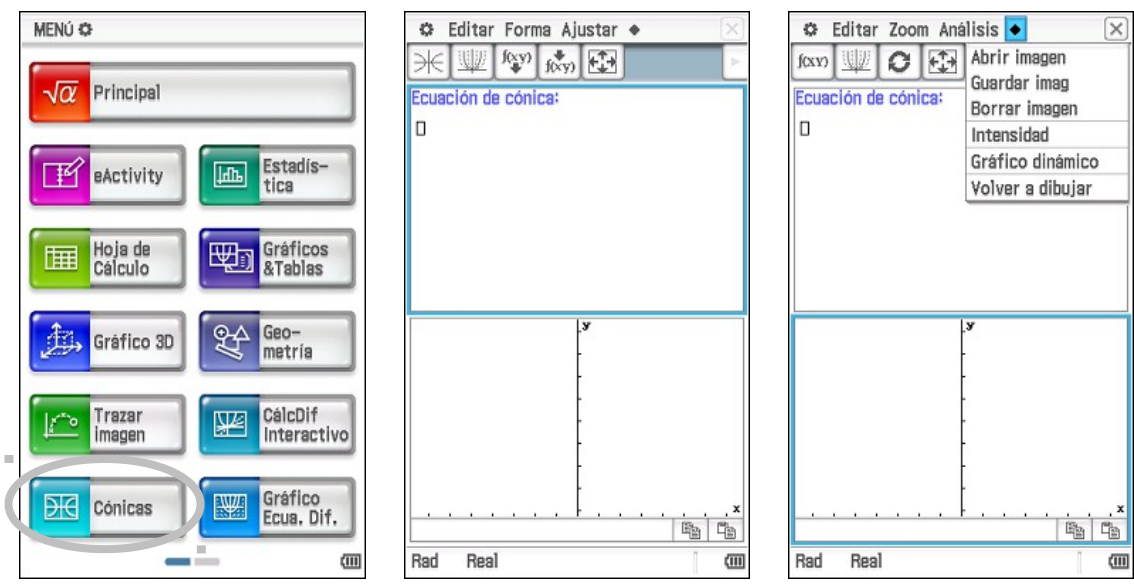 MENÚ
√α Principal
eActivity
Estadís-
tica
Hoja de
Cálculo
Gráficos
&Tablas
Gráfico 3D
Geo-
metría
Trazar
imagen
CálcDif
Interactivo
Cónicas
Gráfico
Ecua. Dif.
Editar Forma Ajustar
f(x,y) f(x,y)
Ecuación de cónica:
y
x
Rad Real
Editar Zoom Análisis
f(x,y)
Abrir imagen
Guardar imag
Borrar imagen
Intensidad
Gráfico dinámico
Volver a dibujar
Ecuación de cónica:
y
x
Rad Real